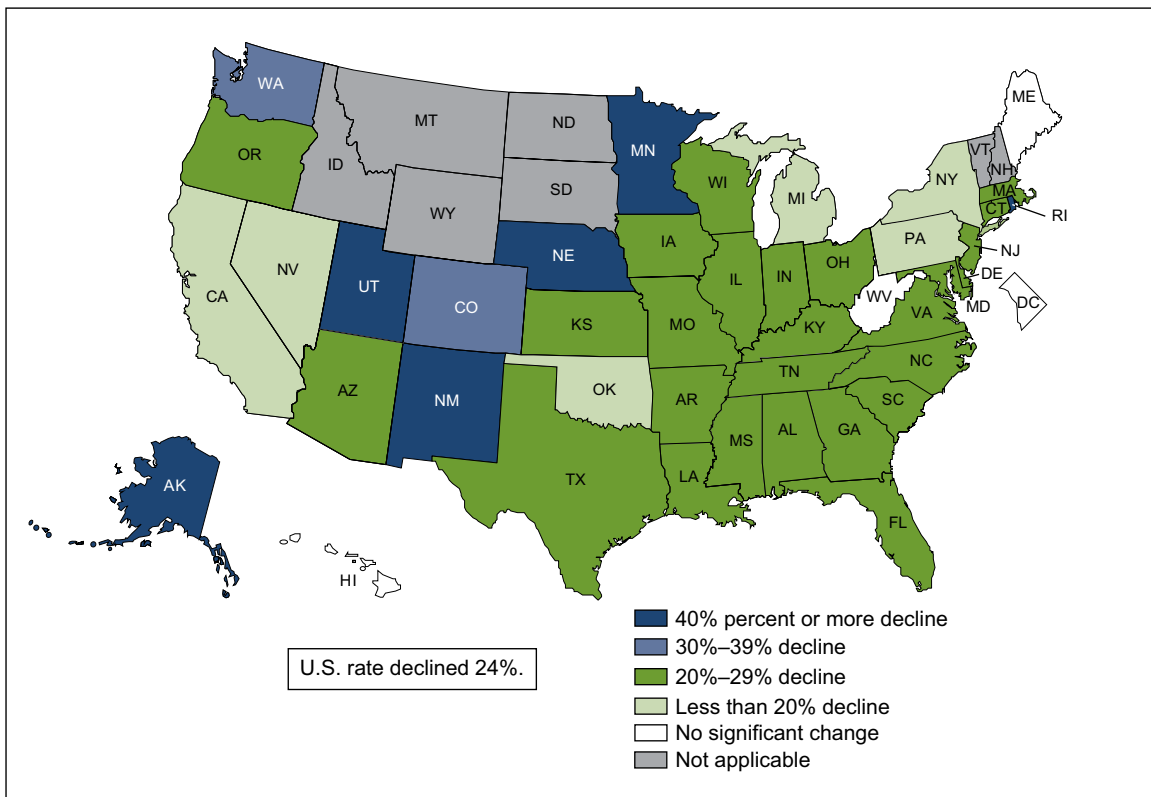 WA
MT
ND
MN
ME
OR
ID
SD
WI
MI
NY
VT
NH
MA
CT
RI
WY
IA
PA
NJ
NV
NE
IL
IN
OH
DE
CA
UT
CO
WV
MD
DC
KS
MO
KY
VA
AZ
NM
OK
AR
TN
NC
SC
MS
AL
GA
TX
LA
AK
FL
HI
40% percent or more decline
30%–39% decline
20%–29% decline
Less than 20% decline
No significant change
Not applicable
U.S. rate declined 24%.